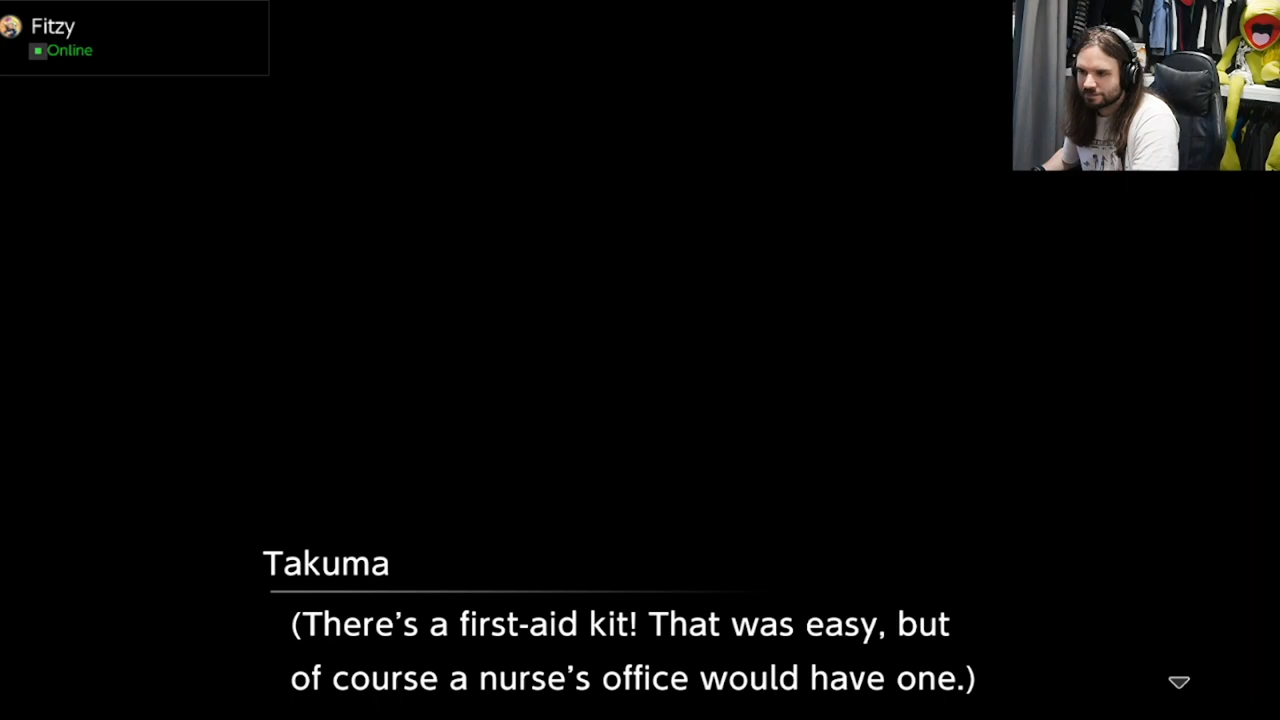 Fitzy
Online
Takuma
(There's a first-aid kit! That was easy, but
of course a nurse's office would have one.)